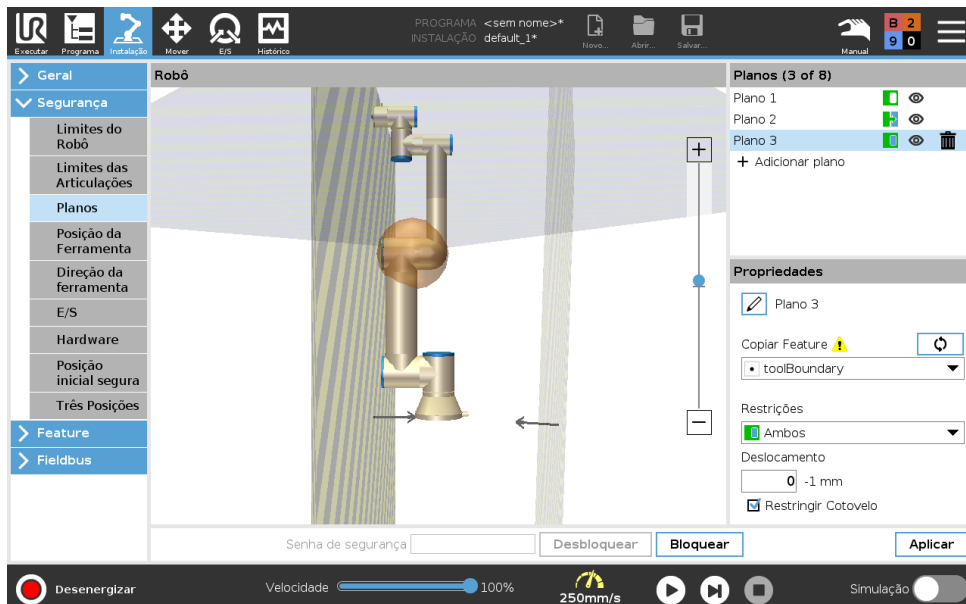 PROGRAMA <sem nome>*
INSTALAÇÃO default_1*
Executar
Programa
Instalação
Mover
E/S
Histórico
Novo...
Abrir...
Salvar...
Manual
B 2
9 0
Geral
Segurança
Limites do
Robô
Limites das
Articulações
Planos
Posição da
Ferramenta
Direção da
ferramenta
E/S
Hardware
Posição
inicial segura
Três Posições
Feature
Fieldbus
Robô
Planos (3 of 8)
Plano 1
Plano 2
Plano 3
+ Adicionar plano
Propriedades
Plano 3
Copiar Feature
toolBoundary
Restrições
Ambos
Deslocamento
0 -1 mm
Restringir Cotovelo
Senha de segurança
Desbloquear
Bloquear
Aplicar
Desenergizar
Velocidade
100%
250mm/s
Simulação